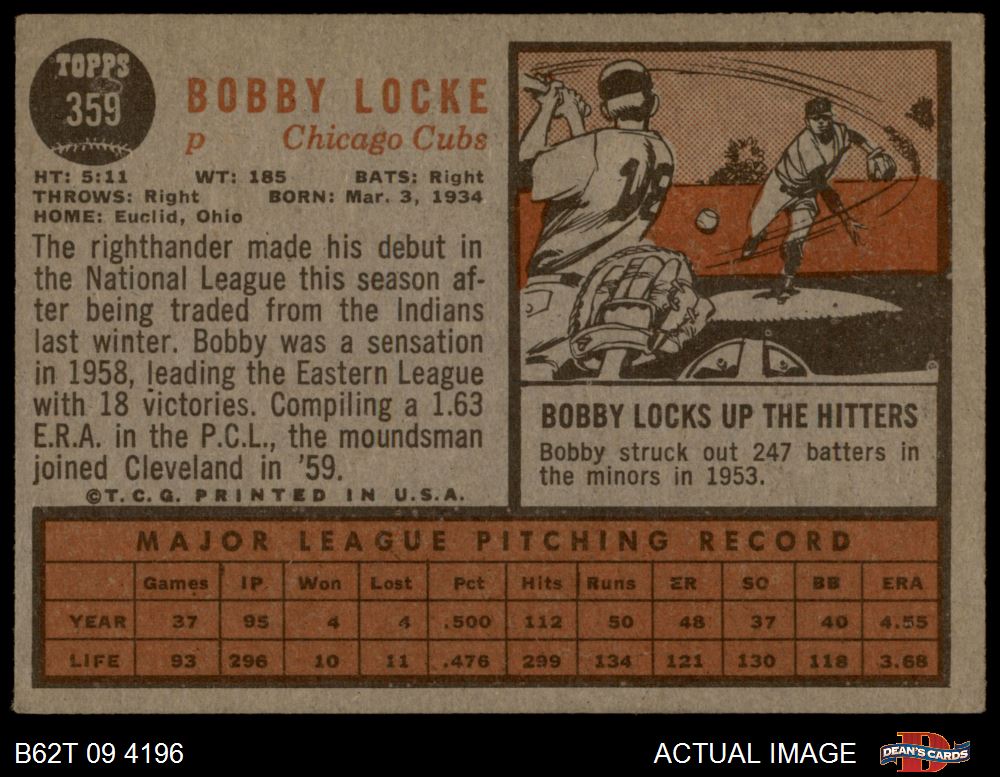 TOPPS
359
BOBBY LOCKE
p Chicago Cubs
HT: 5:11 WT: 185 BATS: Right
THROWS: Right BORN: Mar. 3, 1934
HOME: Euclid, Ohio
The righthander made his debut in
the National League this season af-
ter being traded from the Indians
last winter. Bobby was a sensation
in 1958, leading the Eastern League
with 18 victories. Compiling a 1.63
E.R.A. in the P.C.L., the moundsman
joined Cleveland in '59.
©T.C.G. PRINTED IN U.S.A.
18
BOBBY LOCKS UP THE HITTERS
Bobby struck out 247 batters in
the minors in 1953.
MAJOR LEAGUE PITCHING RECORD
Games IP Won Lost Pct Hits Runs ER SO BB ERA
YEAR 37 95 4 4 .500 112 50 48 37 40 4.55
LIFE 93 296 10 11 .476 299 134 121 130 118 3.68
B62T 09 4196 ACTUAL IMAGE DEAN'S CARDS